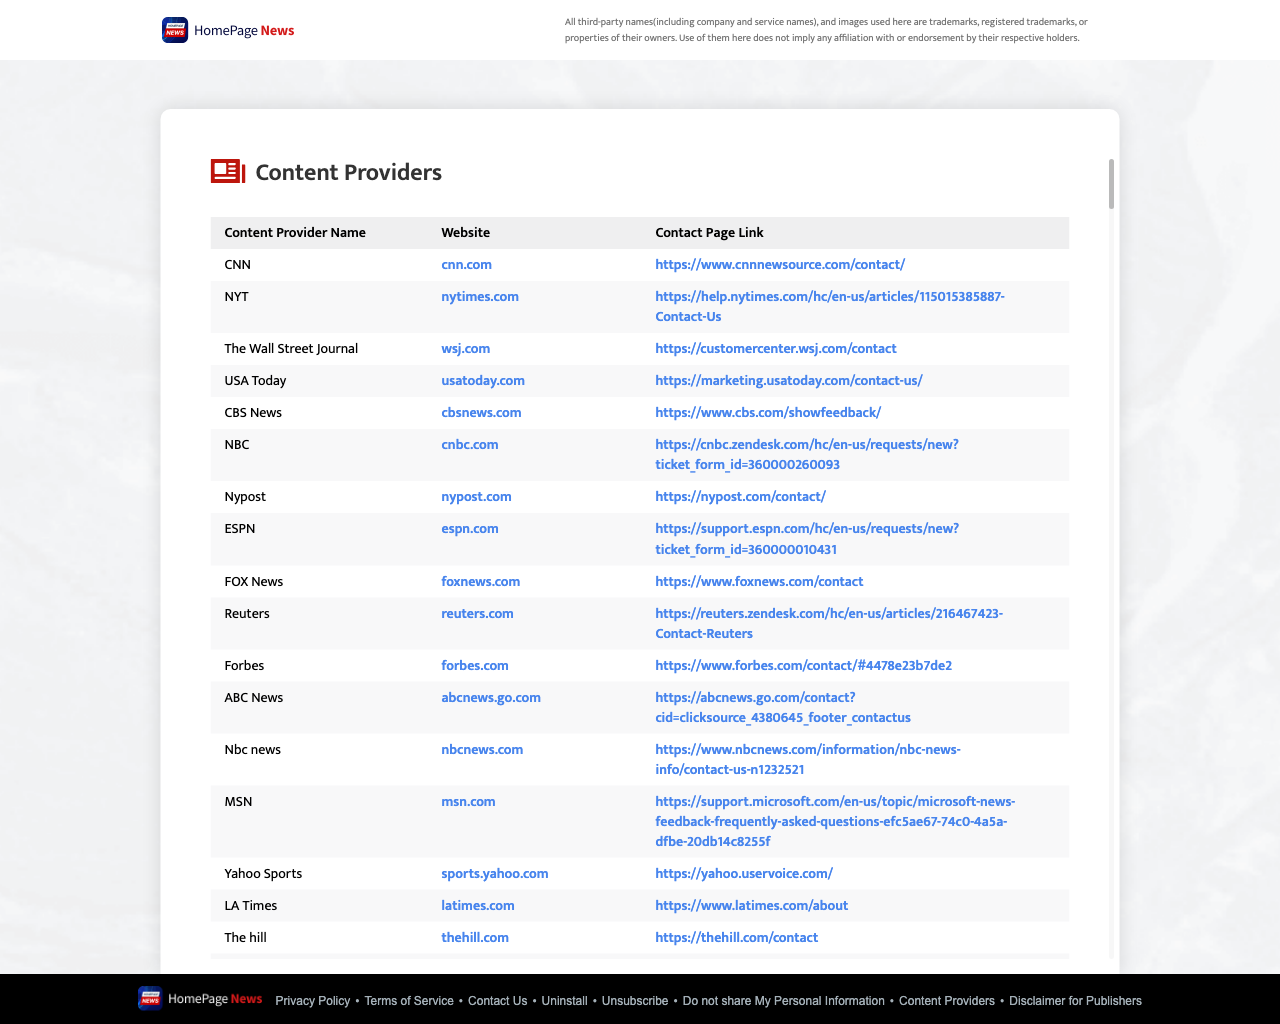 HomePage News
All third-party names(including company and service names), and images used here are trademarks, registered trademarks, or
properties of their owners. Use of them here does not imply any affiliation with or endorsement by their respective holders.
Content Providers
Content Provider Name Website Contact Page Link
CNN cnn.com https://www.cnnnewsource.com/contact/
NYT nytimes.com https://help.nytimes.com/hc/en-us/articles/115015385887-
Contact-Us
The Wall Street Journal wsj.com https://customercenter.wsj.com/contact
USA Today usatoday.com https://marketing.usatoday.com/contact-us/
CBS News cbsnews.com https://www.cbs.com/showfeedback/
NBC cnbc.com https://cnbc.zendesk.com/hc/en-us/requests/new?
ticket_form_id=360000260093
Nypost nypost.com https://nypost.com/contact/
ESPN espn.com https://support.espn.com/hc/en-us/requests/new?
ticket_form_id=360000010431
FOX News foxnews.com https://www.foxnews.com/contact
Reuters reuters.com https://reuters.zendesk.com/hc/en-us/articles/216467423-
Contact-Reuters
Forbes forbes.com https://www.forbes.com/contact/#4478e23b7de2
ABC News abcnews.go.com https://abcnews.go.com/contact?
cid=clicksource_4380645_footer_contactus
Nbc news nbcnews.com https://www.nbcnews.com/information/nbc-news-
info/contact-us-n1232521
MSN msn.com https://support.microsoft.com/en-us/topic/microsoft-news-
feedback-frequently-asked-questions-efc5ae67-74c0-4a5a-
dfbe-20db14c8255f
Yahoo Sports sports.yahoo.com https://yahoo.uservoice.com/
LA Times latimes.com https://www.latimes.com/about
The hill thehill.com https://thehill.com/contact
HomePage News Privacy Policy • Terms of Service • Contact Us • Uninstall • Unsubscribe • Do not share My Personal Information • Content Providers • Disclaimer for Publishers